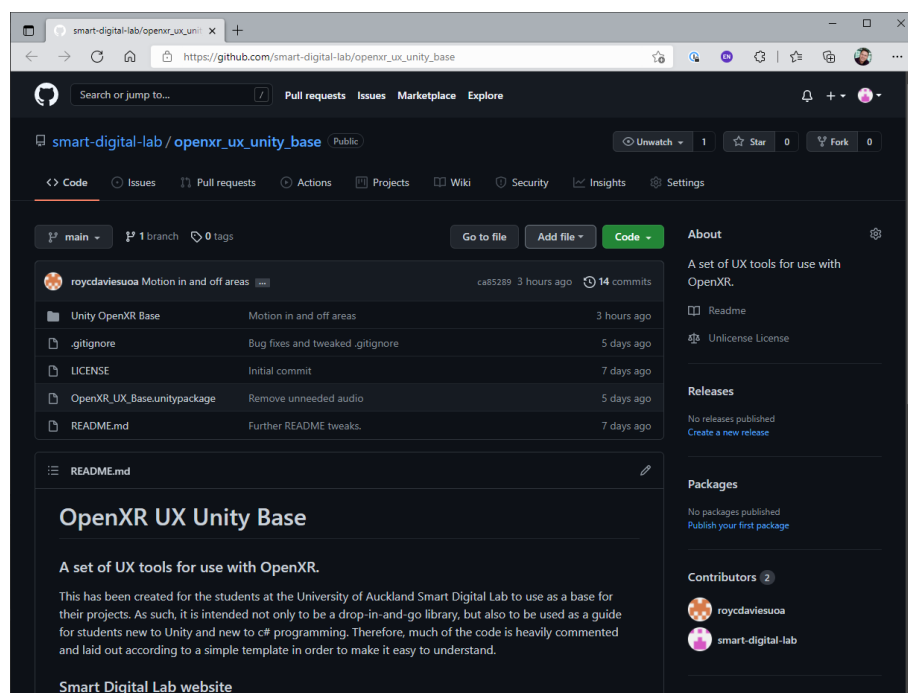 smart-digital-lab/openxr_ux_unit
https://github.com/smart-digital-lab/openxr_ux_unity_base
EN
Search or jump to... /
Pull requests Issues Marketplace Explore
smart-digital-lab / openxr_ux_unity_base Public
Unwatch 1 Star 0 Fork 0
<> Code Issues Pull requests Actions Projects Wiki Security Insights Settings
main 1 branch 0 tags Go to file Add file Code
roycdaviesuoa Motion in and off areas ... ca85289 3 hours ago 14 commits
Unity OpenXR Base Motion in and off areas 3 hours ago
.gitignore Bug fixes and tweaked .gitignore 5 days ago
LICENSE Initial commit 7 days ago
OpenXR_UX_Base.unitypackage Remove unneeded audio 5 days ago
README.md Further README tweaks. 7 days ago
README.md
OpenXR UX Unity Base
A set of UX tools for use with OpenXR.
This has been created for the students at the University of Auckland Smart Digital Lab to use as a base for
their projects. As such, it is intended not only to be a drop-in-and-go library, but also to be used as a guide
for students new to Unity and new to c# programming. Therefore, much of the code is heavily commented
and laid out according to a simple template in order to make it easy to understand.
Smart Digital Lab website
About
A set of UX tools for use with
OpenXR.
Readme
Unlicense License
Releases
No releases published
Create a new release
Packages
No packages published
Publish your first package
Contributors 2
roycdaviesuoa
smart-digital-lab